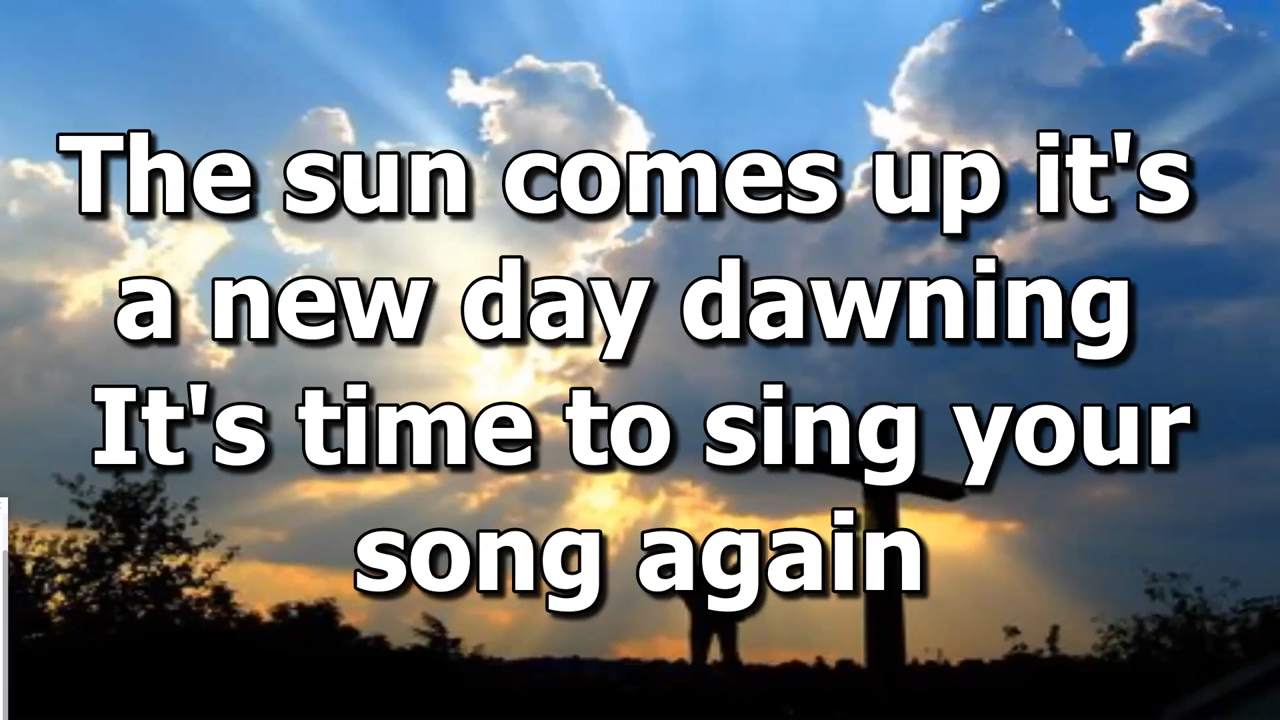 The sun comes up it's
a new day dawning
It's time to sing your
song again